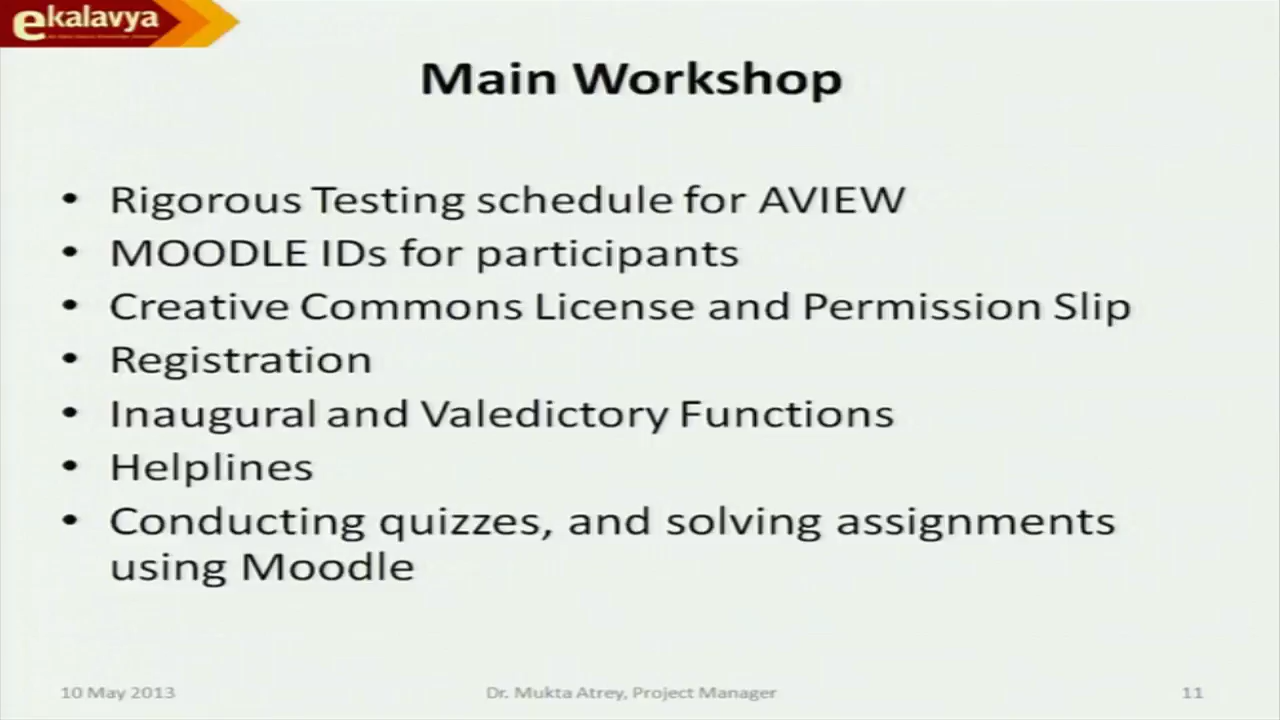 ekalavya
Main Workshop
• Rigorous Testing schedule for AVIEW
• MOODLE IDs for participants
• Creative Commons License and Permission Slip
• Registration
• Inaugural and Valedictory Functions
• Helplines
• Conducting quizzes, and solving assignments
using Moodle
10 May 2013
Dr. Mukta Atrey, Project Manager
11